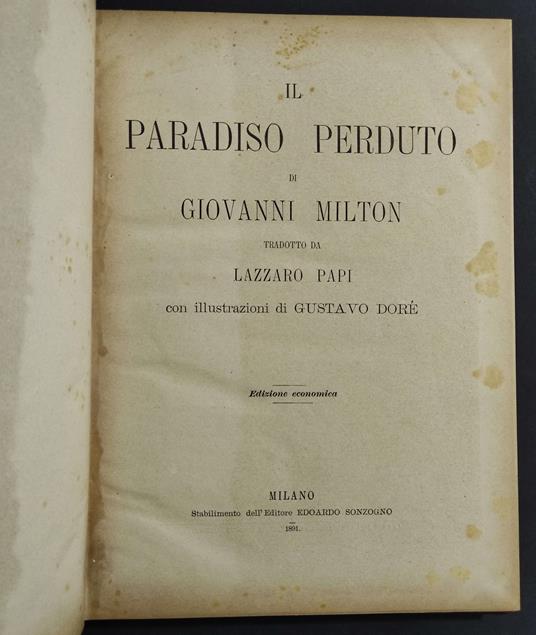 IL
PARADISO PERDUTO
DI
GIOVANNI MILTON
TRADOTTO DA
LAZZARO PAPI
con illustrazioni di GUSTAVO DORÉ
Edizione economica
MILANO
Stabilimento dell'Editore EDOARDO SONZOGNO
1891.